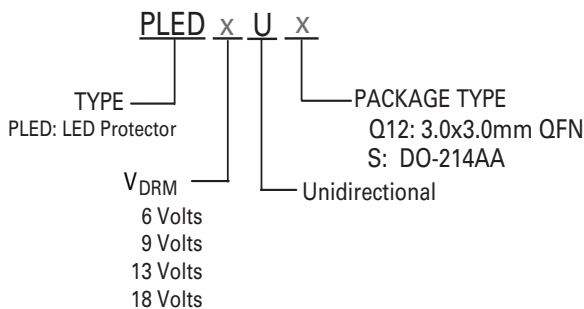 PLED x U x
TYPE
PLED: LED Protector
VDRM
6 Volts
9 Volts
13 Volts
18 Volts
PACKAGE TYPE
Q12: 3.0x3.0mm QFN
S: DO-214AA
Unidirectional